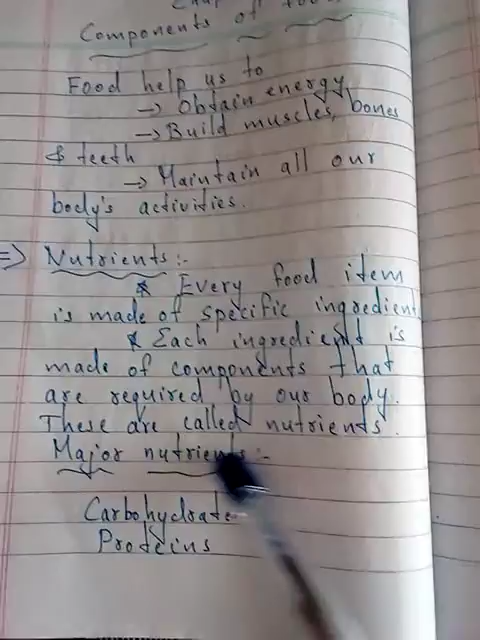 Components of food
Food help us to
→ Obtain energy
→ Build muscles, bones
& teeth
→ Maintain all our
body's activities.
⇒ Nutrients :-
* Every food item
is made of specific ingredient
* Each ingredient is
made of components that
are required by our body.
These are called nutrients.
Major nutrients :-
Carbohydrate
Proteins